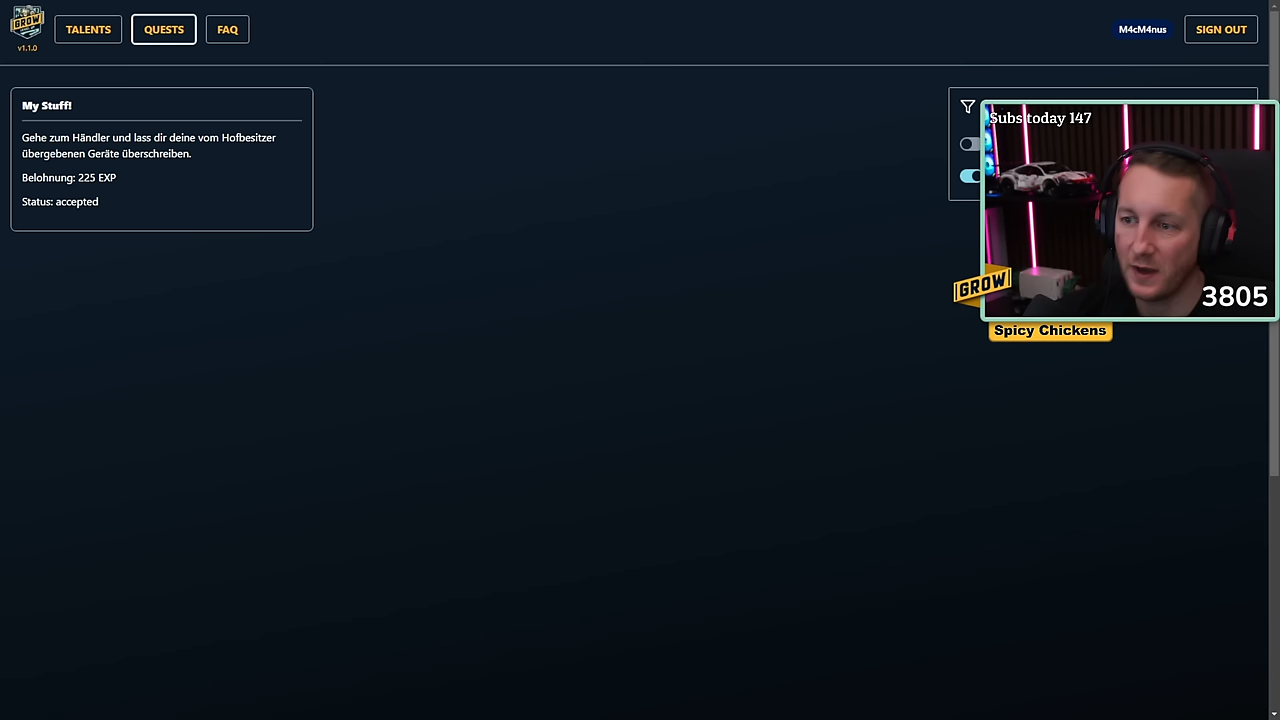 GROW
v1.1.0
TALENTS
QUESTS
FAQ
M4cM4nus
SIGN OUT
My Stuff!
Gehe zum Händler und lass dir deine vom Hofbesitzer
übergebenen Geräte überschreiben.
Belohnung: 225 EXP
Status: accepted
Subs today 147
GROW
3805
Spicy Chickens